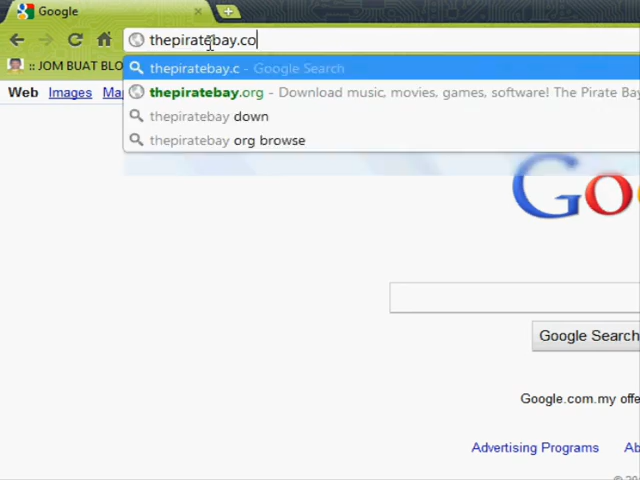 Google
thepiratebay.co
:: JOM BUAT BLO
thepiratebay.c - Google Search
thepiratebay.org - Download music, movies, games, software! The Pirate Bay
thepiratebay down
thepiratebay org browse
Web Images Ma
Go
Google Search
Google.com.my offe
Advertising Programs Ab